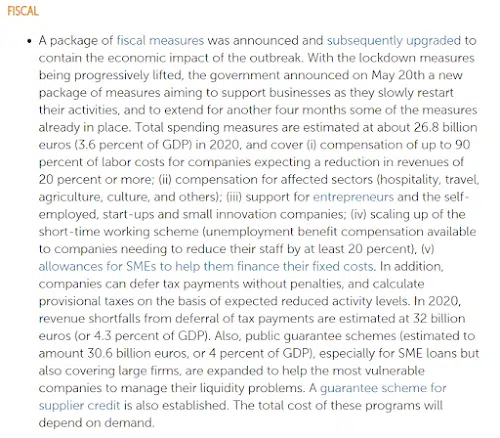 FISCAL
• A package of fiscal measures was announced and subsequently upgraded to
contain the economic impact of the outbreak. With the lockdown measures
being progressively lifted, the government announced on May 20th a new
package of measures aiming to support businesses as they slowly restart
their activities, and to extend for another four months some of the measures
already in place. Total spending measures are estimated at about 26.8 billion
euros (3.6 percent of GDP) in 2020, and cover (i) compensation of up to 90
percent of labor costs for companies expecting a reduction in revenues of
20 percent or more; (ii) compensation for affected sectors (hospitality, travel,
agriculture, culture, and others); (iii) support for entrepreneurs and the self-
employed, start-ups and small innovation companies; (iv) scaling up of the
short-time working scheme (unemployment benefit compensation available
to companies needing to reduce their staff by at least 20 percent), (v)
allowances for SMEs to help them finance their fixed costs. In addition,
companies can defer tax payments without penalties, and calculate
provisional taxes on the basis of expected reduced activity levels. In 2020,
revenue shortfalls from deferral of tax payments are estimated at 32 billion
euros (or 4.3 percent of GDP). Also, public guarantee schemes (estimated to
amount 30.6 billion euros, or 4 percent of GDP), especially for SME loans but
also covering large firms, are expanded to help the most vulnerable
companies to manage their liquidity problems. A guarantee scheme for
supplier credit is also established. The total cost of these programs will
depend on demand.